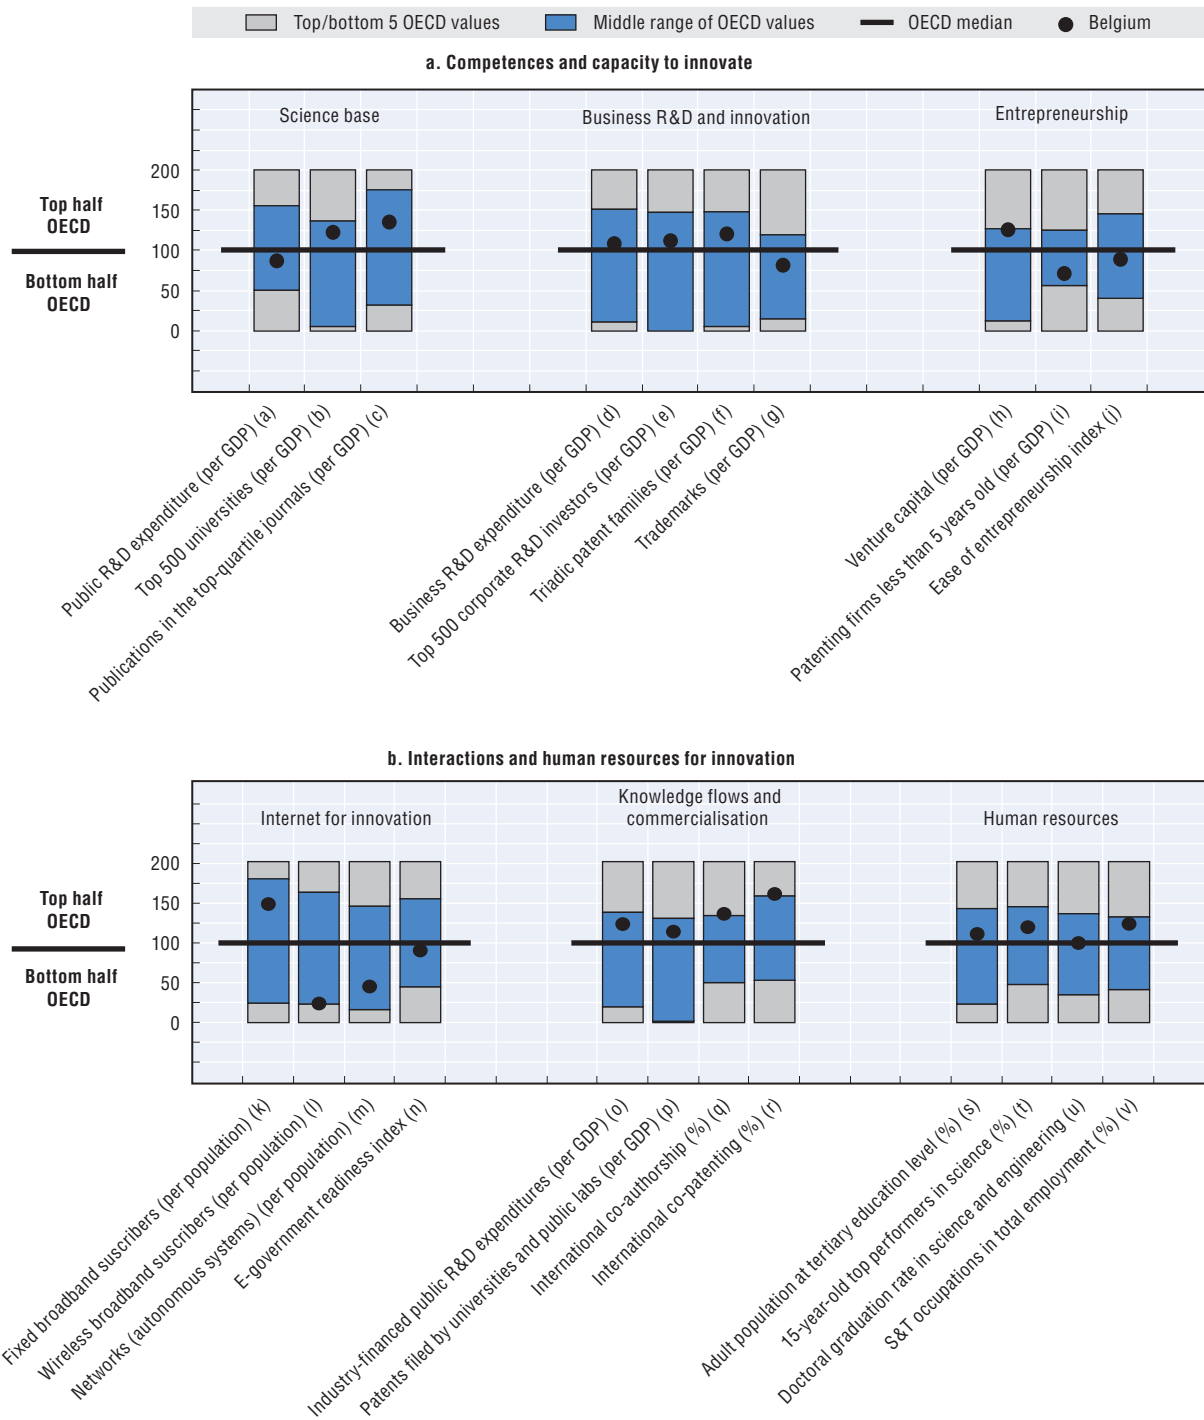 Top/bottom 5 OECD values
Middle range of OECD values
OECD median
Belgium
a. Competences and capacity to innovate
Science base
Business R&D and innovation
Entrepreneurship
200
150
100
50
0
Top half
OECD
Bottom half
OECD
Public R&D expenditure (per GDP) (a)
Top 500 universities (per GDP) (b)
Publications in the top-quartile journals (per GDP) (c)
Business R&D expenditure (per GDP) (d)
Top 500 corporate R&D investors (per GDP) (e)
Triadic patent families (per GDP) (f)
Trademarks (per GDP) (g)
Venture capital (per GDP) (h)
Patenting firms less than 5 years old (per GDP) (i)
Ease of entrepreneurship index (j)
b. Interactions and human resources for innovation
Internet for innovation
Knowledge flows and
commercialisation
Human resources
200
150
100
50
0
Top half
OECD
Bottom half
OECD
Fixed broadband suscribers (per population) (k)
Wireless broadband suscribers (per population) (l)
Networks (autonomous systems) (per population) (m)
E-government readiness index (n)
Industry-financed public R&D expenditures (per GDP) (o)
Patents filed by universities and public labs (per GDP) (p)
International co-authorship (%) (q)
International co-patenting (%) (r)
Adult population at tertiary education level (%) (s)
15-year-old top performers in science (%) (t)
Doctoral graduation rate in science and engineering (u)
S&T occupations in total employment (%) (v)